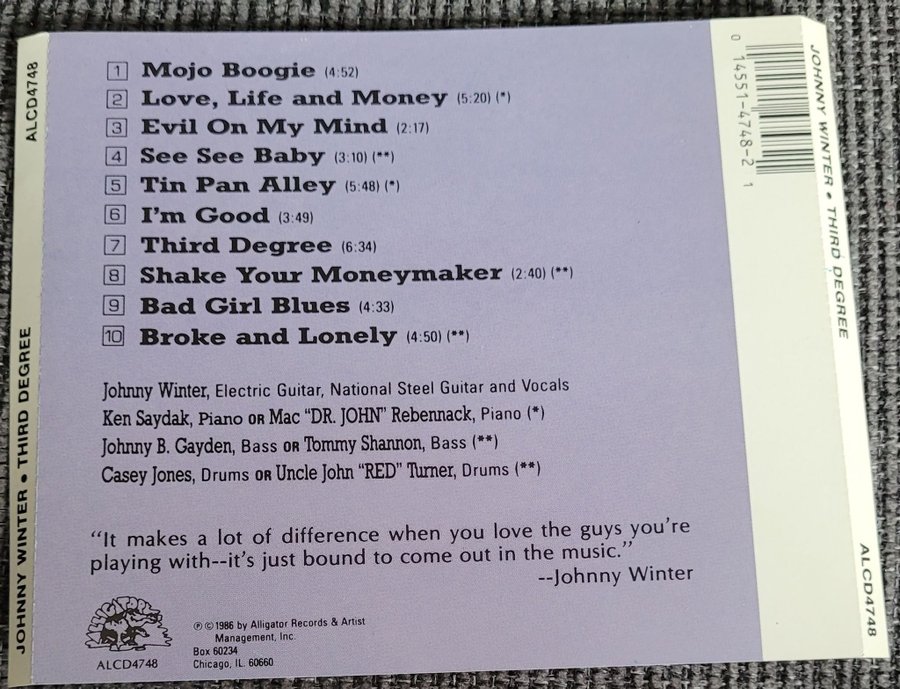 1 Mojo Boogie (4:52)
2 Love, Life and Money (5:20) (*)
3 Evil On My Mind (2:17)
4 See See Baby (3:10) (**)
5 Tin Pan Alley (5:48) (*)
6 I'm Good (3:49)
7 Third Degree (6:34)
8 Shake Your Moneymaker (2:40) (**)
9 Bad Girl Blues (4:33)
10 Broke and Lonely (4:50) (**)
Johnny Winter, Electric Guitar, National Steel Guitar and Vocals
Ken Saydak, Piano OR Mac "DR. JOHN" Rebennack, Piano (*)
Johnny B. Gayden, Bass OR Tommy Shannon, Bass (**)
Casey Jones, Drums OR Uncle John "RED" Turner, Drums (**)
"It makes a lot of difference when you love the guys you're
playing with--it's just bound to come out in the music."
--Johnny Winter
ALLIGATOR
ALCD4748
℗ © 1986 by Alligator Records & Artist
Management, Inc.
Box 60234
Chicago, IL 60660
JOHNNY WINTER • THIRD DEGREE
ALCD4748
0 14551-4748-2 1
JOHNNY WINTER • THIRD DEGREE
ALCD4748